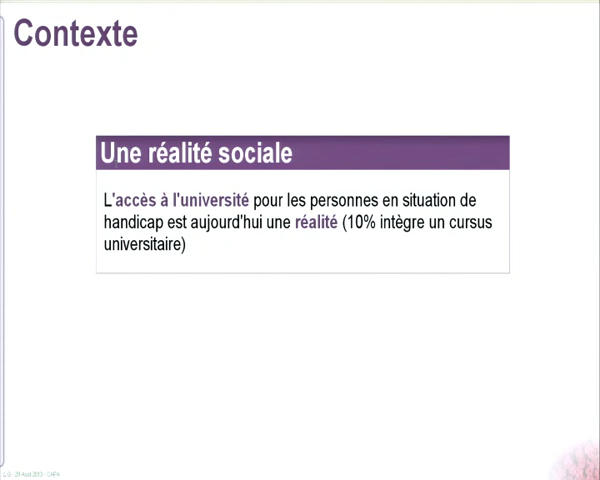 Contexte
Une réalité sociale
L'accès à l'université pour les personnes en situation de
handicap est aujourd'hui une réalité (10% intègre un cursus
universitaire)